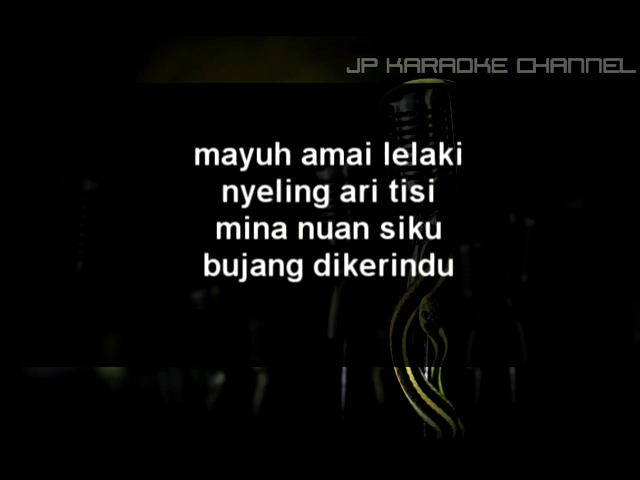 JP KARAOKE CHANNEL
mayuh amai lelaki
nyeling ari tisi
mina nuan siku
bujang dikerindu